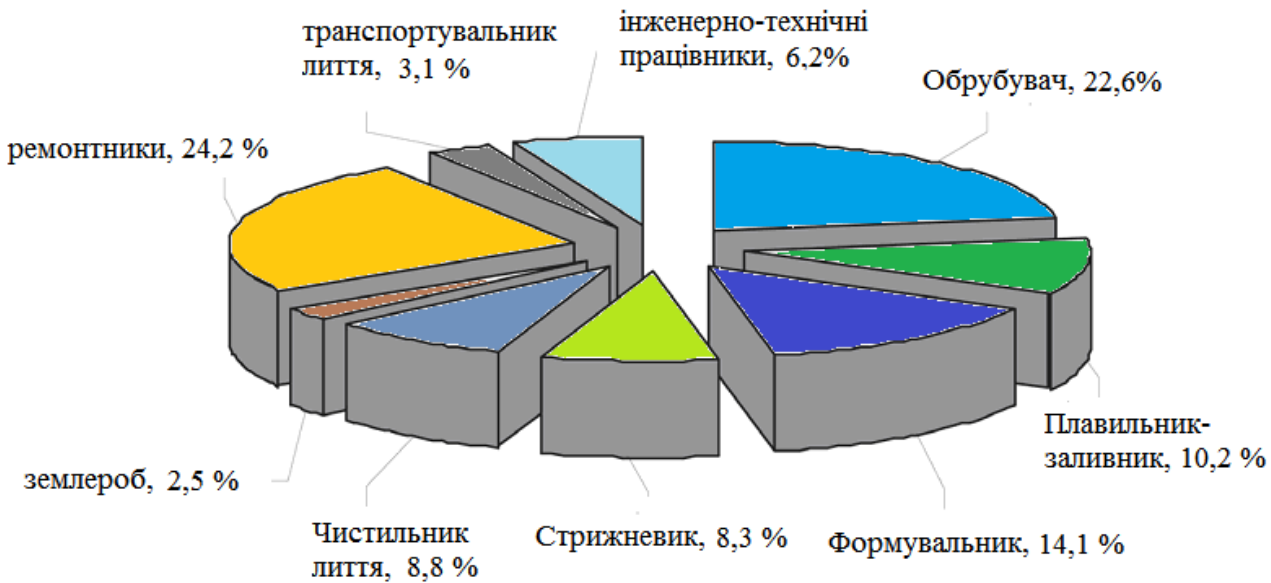 транспортувальник
лиття, 3,1 %
інженерно-технічні
працівники, 6,2%
Обрубувач, 22,6%
ремонтники, 24,2 %
Плавильник-
заливник, 10,2 %
землероб, 2,5 %
Чистильник
лиття, 8,8 %
Стрижневик, 8,3 %
Формувальник, 14,1 %